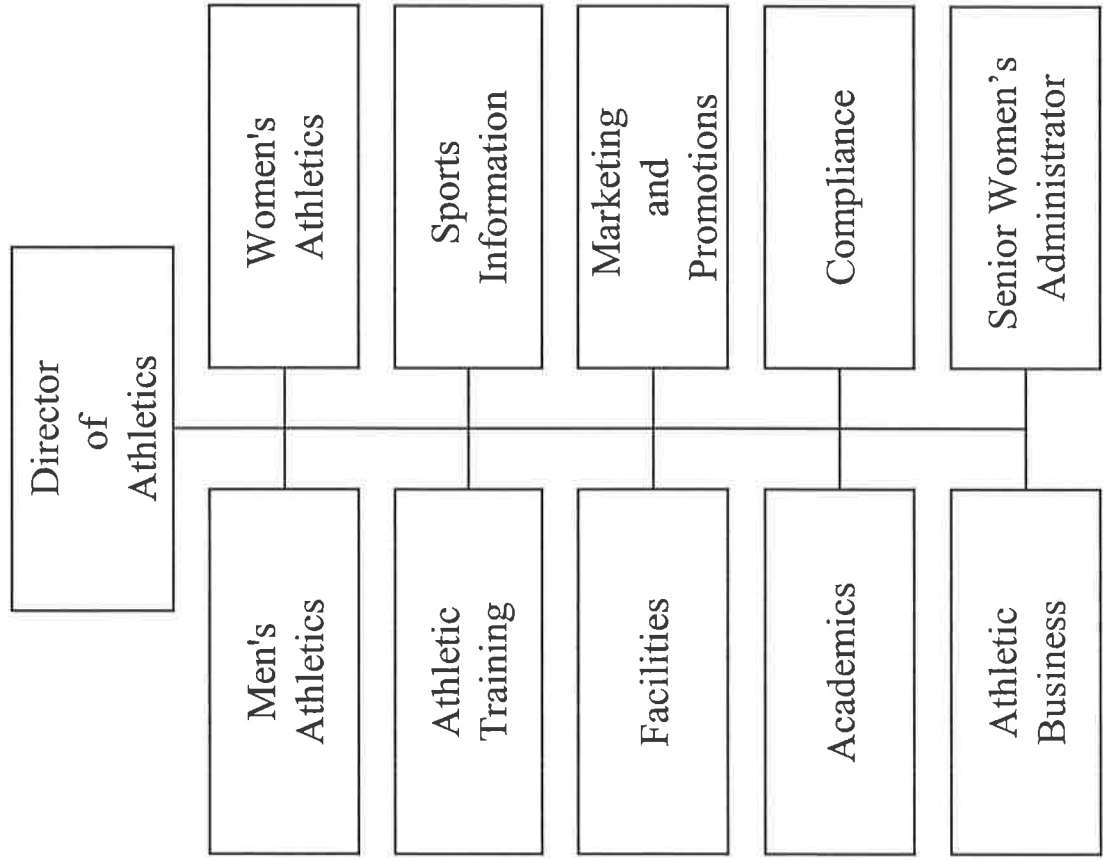 Director
of
Athletics
Men's
Athletics
Women's
Athletics
Athletic
Training
Sports
Information
Facilities
Marketing
and
Promotions
Academics
Compliance
Athletic
Business
Senior Women’s
Administrator